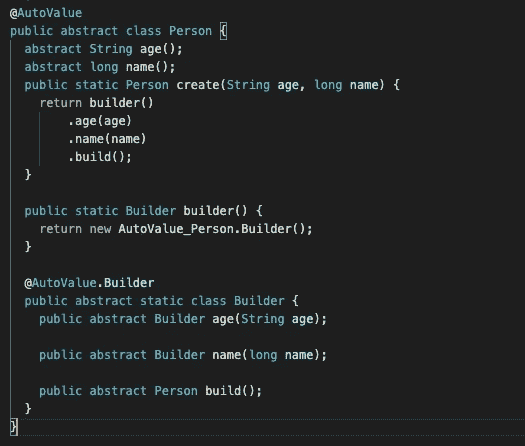 @AutoValue
public abstract class Person {
abstract String age();
abstract long name();
public static Person create(String age, long name) {
return builder()
.age(age)
.name(name)
.build();
}
public static Builder builder() {
return new AutoValue_Person.Builder();
}
@AutoValue.Builder
public abstract static class Builder {
public abstract Builder age(String age);
public abstract Builder name(long name);
public abstract Person build();
}
}